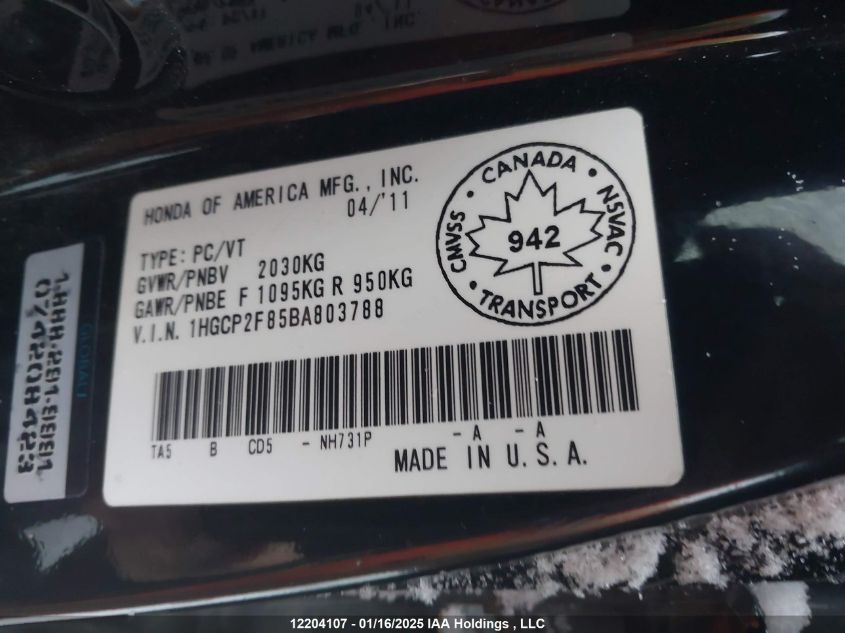 HONDA OF AMERICA MFG., INC.
04/'11
TYPE: PC/VT
GVWR/PNBV 2030KG
GAWR/PNBE F 1095KG R 950KG
V.I.N. 1HGCP2F85BA803788
CANADA
CMVSS
NSVAC
942
TRANSPORT
TA5 B CD5 - NH731P - A - A
MADE IN U.S.A.
12204107 - 01/16/2025 IAA Holdings , LLC